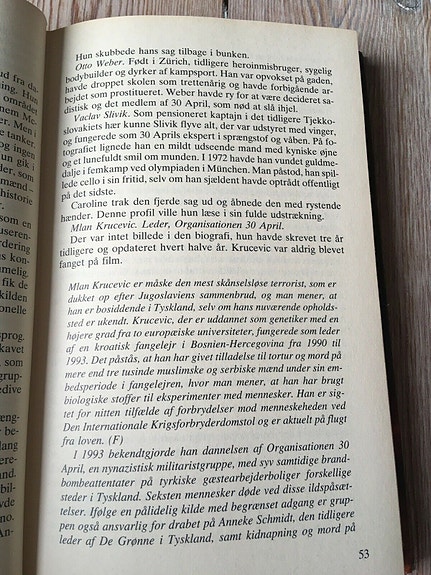 Hun skubbede hans sag tilbage i bunken.
Otto Weber. Født i Zürich, tidligere heroinmisbruger, sygelig
bodybuilder og dyrker af kampsport. Han var opvokset på gaden,
havde droppet skolen som trettenårig og havde forbigående ar-
bejdet som prostitueret. Weber havde ry for at være decideret sa-
distisk og det medlem af 30 April, som nød at slå ihjel.
Vaclav Slivik. Som pensioneret kaptajn i det tidligere Tjekko-
slovakiets hær kunne Slivik flyve alt, der var udstyret med vinger,
og fungerede som 30 Aprils ekspert i sprængstof og våben. På fo-
tografiet lignede han en mildt udseende mand med kyniske øjne
og et lunefuldt smil om munden. I 1972 havde han vundet guldme-
dalje i femkamp ved olympiaden i München. Man påstod, han spil-
lede cello i sin fritid, selv om han sjældent havde optrådt offentligt
på det sidste.
Caroline trak den fjerde sag ud og åbnede den med rystende
hænder. Denne profil ville hun læse i sin fulde udstrækning.
Mlan Krucevic. Leder, Organisationen 30 April.
Der var intet billede i den biografi, hun havde skrevet tre år
tidligere og opdateret hvert halve år. Krucevic var aldrig blevet
fanget på film.
Mlan Krucevic er måske den mest skånselsløse terrorist, som er
dukket op efter Jugoslaviens sammenbrud, og man mener, at
han er bosiddende i Tyskland, selv om hans nuværende opholds-
sted er ukendt. Krucevic, der er uddannet som genetiker med en
højere grad fra to europæiske universiteter, fungerede som leder
af en kroatisk fangelejr i Bosnien-Hercegovina fra 1990 til
1993. Det påstås, at han har givet tilladelse til tortur og mord på
mere end tre tusinde muslimske og serbiske mænd under sin em-
bedsperiode i fangelejren, hvor man mener, at han har brugt
biologiske stoffer til eksperimenter med mennesker. Han er sig-
tet for nitten tilfælde af forbrydelser mod menneskeheden ved
Den Internationale Krigsforbryderdomstol og er aktuelt på flugt
fra loven. (F)
I 1993 bekendtgjorde han dannelsen af Organisationen 30
April, en nynazistisk militaristgruppe, med syv samtidige brand-
bombeattentater på tyrkiske gæstearbejderboliger forskellige
steder i Tyskland. Seksten mennesker døde ved disse ildspåsæt-
telser. Ifølge en pålidelig kilde med begrænset adgang er grup-
pen også ansvarlig for drabet på Anneke Schmidt, den tidligere
leder af De Grønne i Tyskland, samt kidnapning og mord på
53